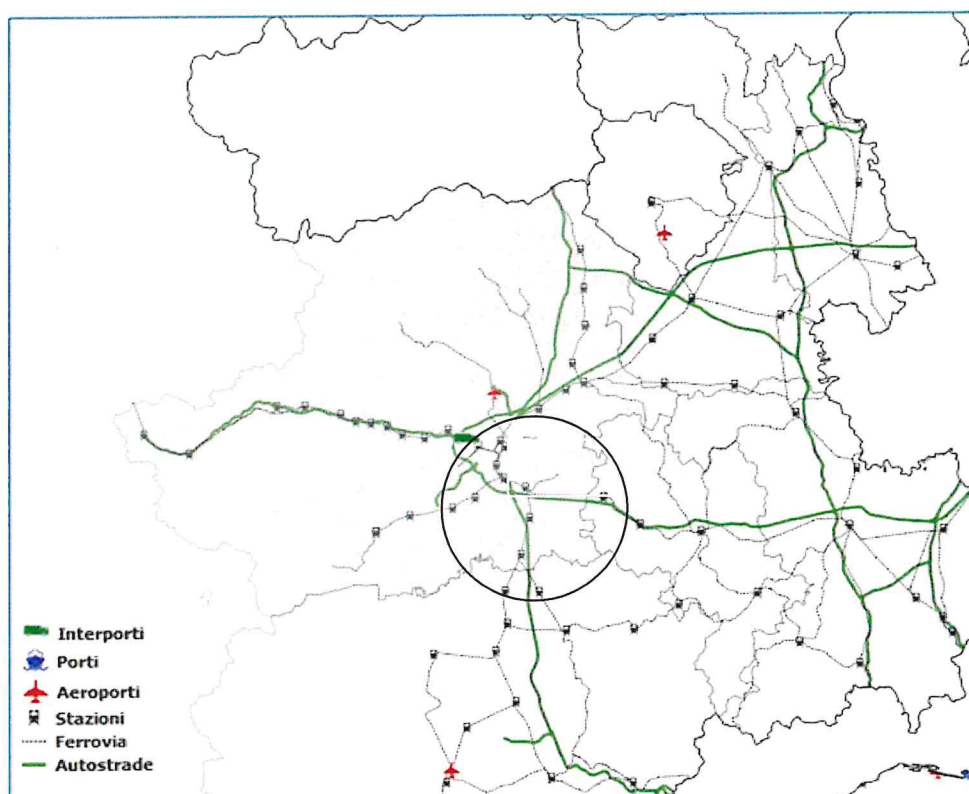 Interporti
Porti
Aeroporti
Stazioni
Ferrovia
Autostrade